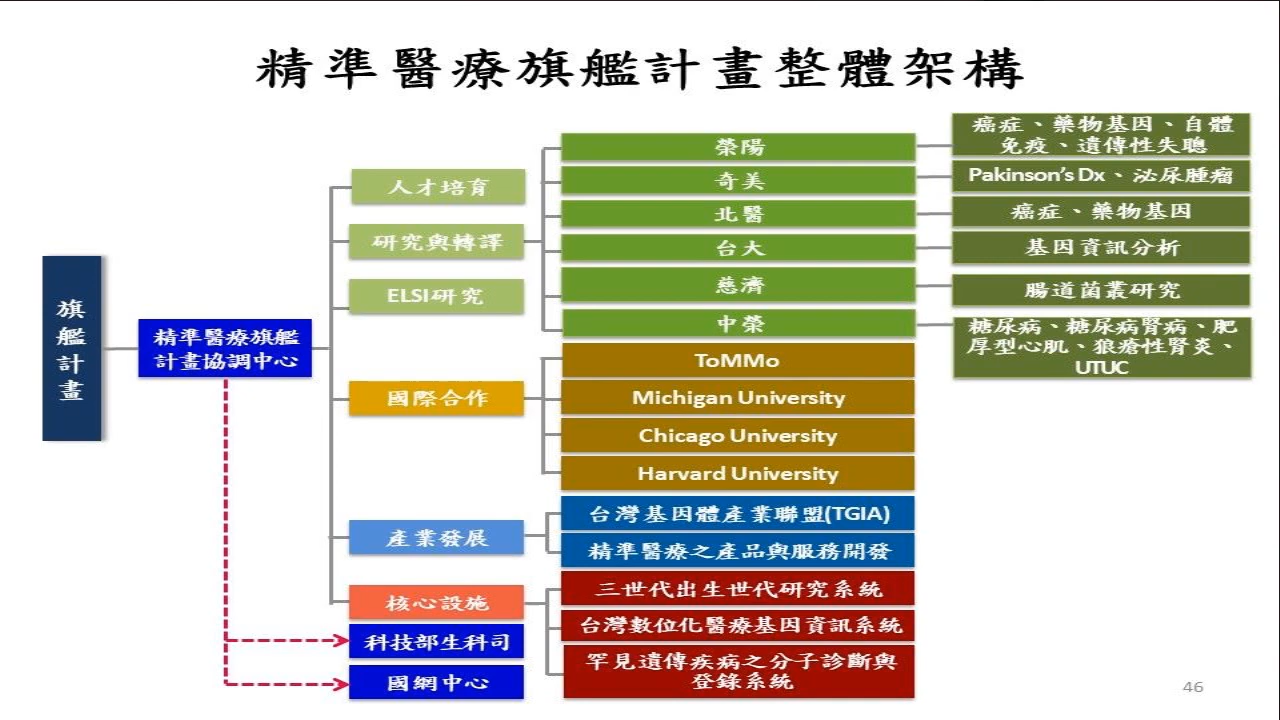 精準醫療旗艦計畫整體架構
旗
艦
計
畫
精準醫療旗艦
計畫協調中心
人才培育
研究與轉譯
ELSI研究
國際合作
產業發展
核心設施
科技部生科司
國網中心
榮陽
奇美
北醫
台大
慈濟
中榮
ToMMo
Michigan University
Chicago University
Harvard University
台灣基因體產業聯盟(TGIA)
精準醫療之產品與服務開發
三世代出生世代研究系統
台灣數位化醫療基因資訊系統
罕見遺傳疾病之分子診斷與
登錄系統
癌症、藥物基因、自體
免疫、遺傳性失聰
Pakinson's Dx、泌尿腫瘤
癌症、藥物基因
基因資訊分析
腸道菌叢研究
糖尿病、糖尿病腎病、肥
厚型心肌、狼瘡性腎炎、
UTUC
46